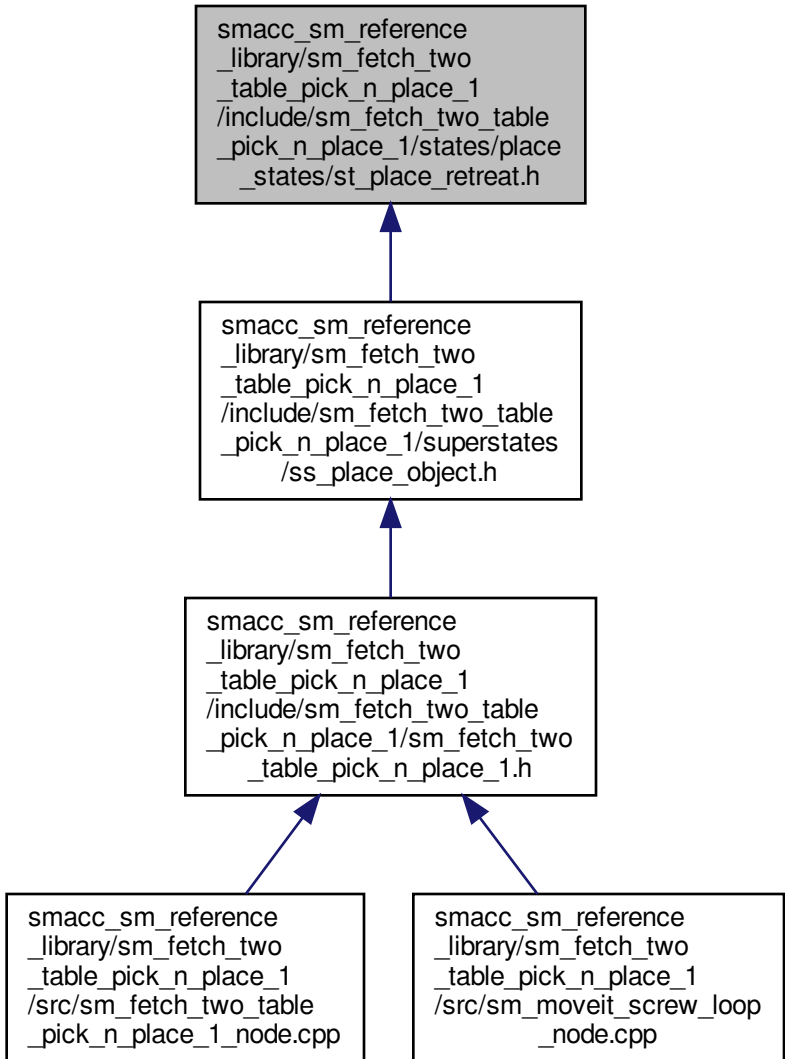 smacc_sm_reference
_library/sm_fetch_two
_table_pick_n_place_1
/include/sm_fetch_two_table
_pick_n_place_1/states/place
_states/st_place_retreat.h
smacc_sm_reference
_library/sm_fetch_two
_table_pick_n_place_1
/include/sm_fetch_two_table
_pick_n_place_1/superstates
/ss_place_object.h
smacc_sm_reference
_library/sm_fetch_two
_table_pick_n_place_1
/include/sm_fetch_two_table
_pick_n_place_1/sm_fetch_two
_table_pick_n_place_1.h
smacc_sm_reference
_library/sm_fetch_two
_table_pick_n_place_1
/src/sm_fetch_two_table
_pick_n_place_1_node.cpp
smacc_sm_reference
_library/sm_fetch_two
_table_pick_n_place_1
/src/sm_moveit_screw_loop
_node.cpp